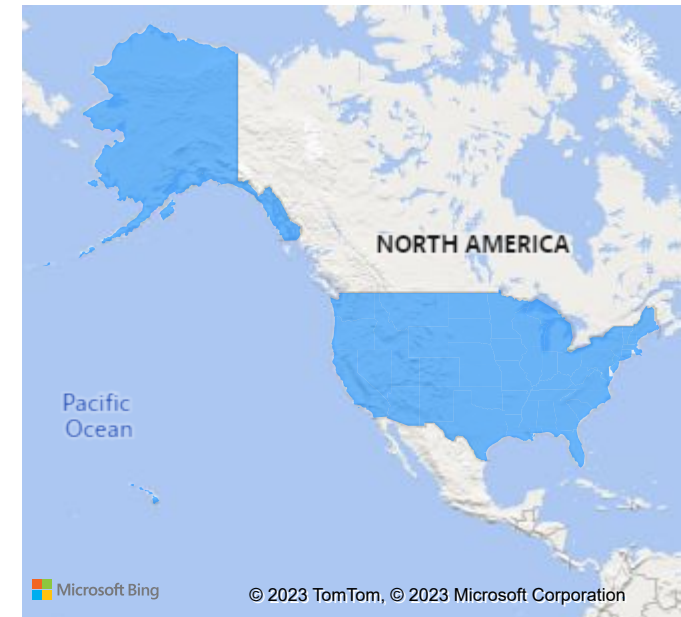 NORTH AMERICA
Pacific
Ocean
Microsoft Bing
© 2023 TomTom, © 2023 Microsoft Corporation